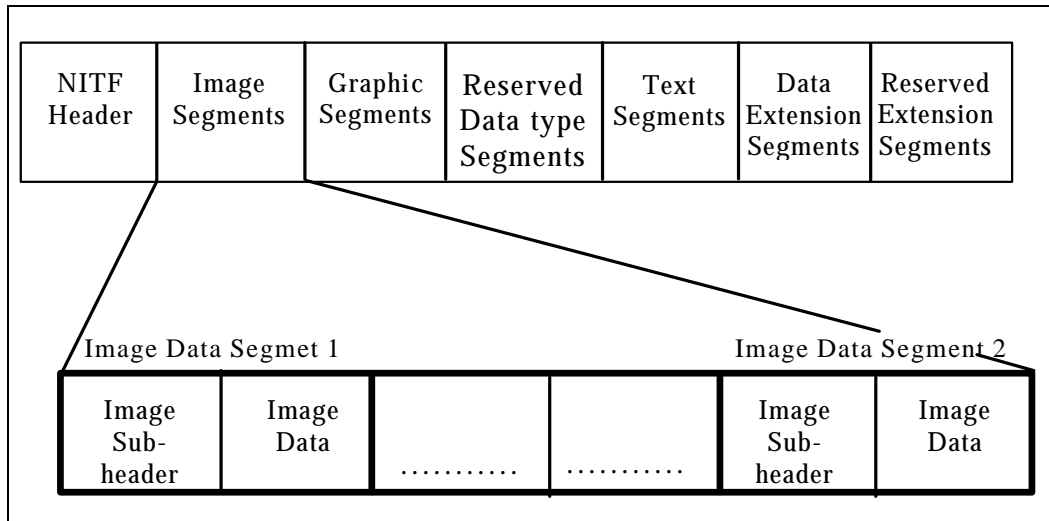 NITF
Header
Image
Segments
Graphic
Segments
Reserved
Data type
Segments
Text
Segments
Data
Extension
Segments
Reserved
Extension
Segments
Image Data Segmet 1
Image Data Segment 2
Image
Sub-
header
Image
Data
...........
...........
Image
Sub-
header
Image
Data